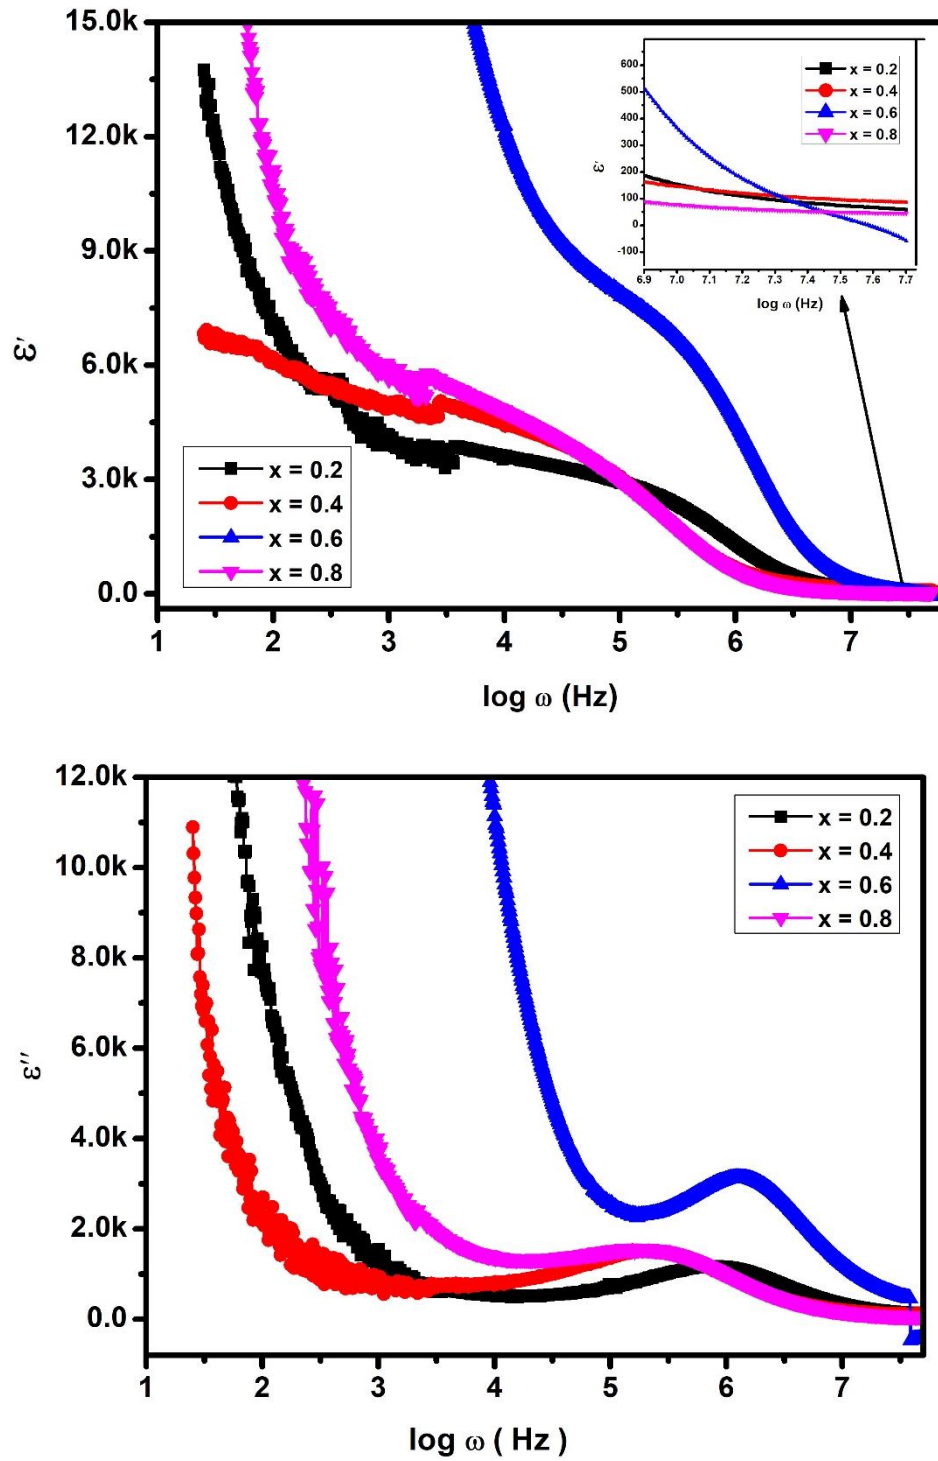 15.0k
12.0k
9.0k
6.0k
3.0k
0.0
ε′
x = 0.2
x = 0.4
x = 0.6
x = 0.8
1 2 3 4 5 6 7
log ω (Hz)
600
500
400
300
200
100
0
-100
ε′
x = 0.2
x = 0.4
x = 0.6
x = 0.8
6.9 7.0 7.1 7.2 7.3 7.4 7.5 7.6 7.7
log ω (Hz)
12.0k
10.0k
8.0k
6.0k
4.0k
2.0k
0.0
ε′′
x = 0.2
x = 0.4
x = 0.6
x = 0.8
1 2 3 4 5 6 7
log ω ( Hz )